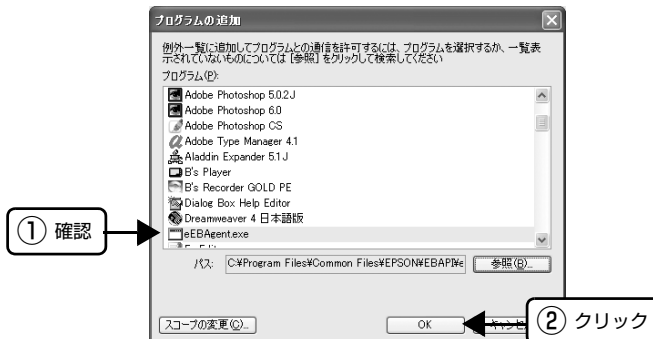 プログラムの追加
例外一覧に追加してプログラムとの通信を許可するには、プログラムを選択するか、一覧表
示されていないものについては [参照] をクリックして検索してください
プログラム(P):
Adobe Photoshop 5.0.2J
Adobe Photoshop 6.0
Adobe Photoshop CS
Adobe Type Manager 4.1
Aladdin Expander 5.1 J
B's Player
B's Recorder GOLD PE
Dialog Box Help Editor
Dreamweaver 4 日本語版
① 確認
eEBAgent.exe
パス: C:¥Program Files¥Common Files¥EPSON¥EBAPI¥e 参照(B)...
スコープの変更(C)... OK
② クリック